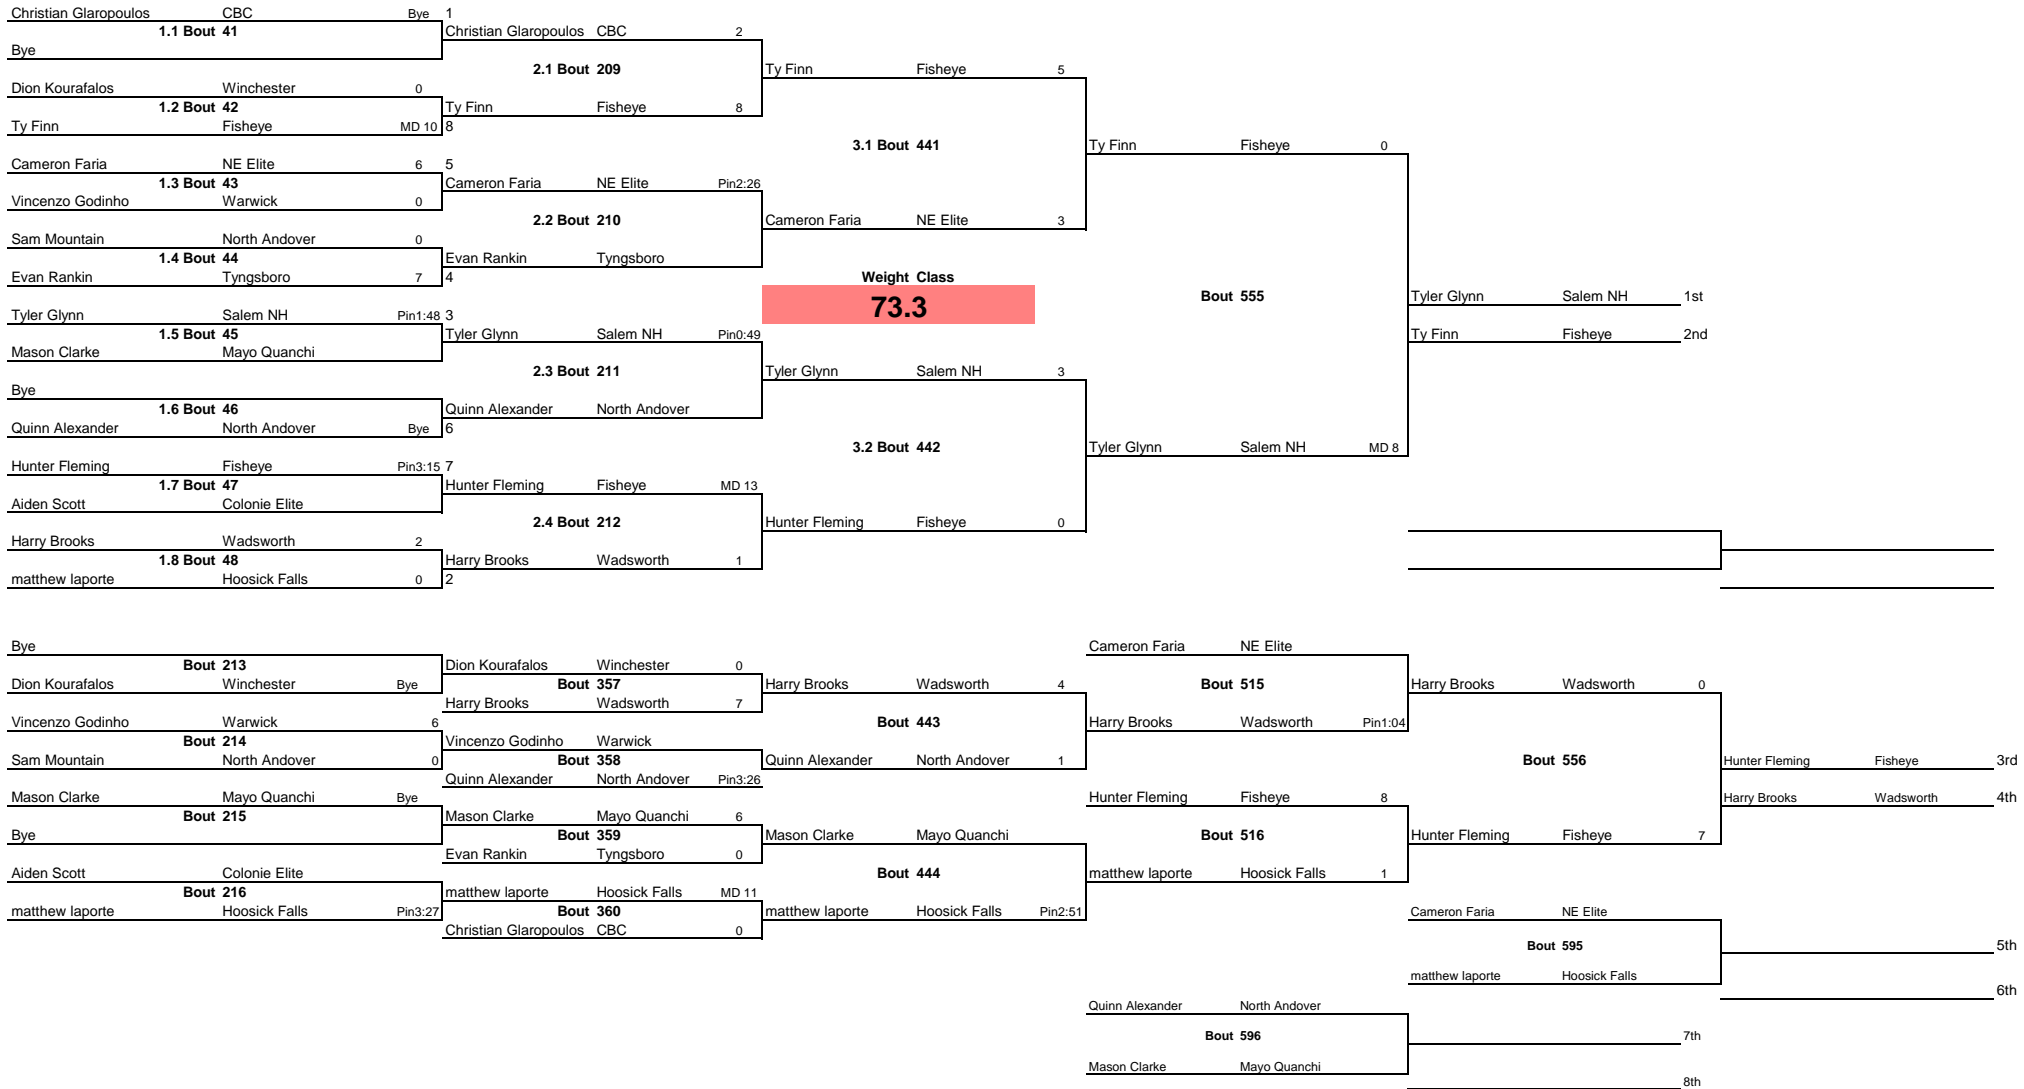 Christian Glaropoulos CBC Bye 1
1.1 Bout 41 Christian Glaropoulos CBC 2
Bye
2.1 Bout 209 Ty Finn Fisheye 5
Dion Kourafalos Winchester 0
1.2 Bout 42 Ty Finn Fisheye 8
Ty Finn Fisheye MD 10 8
3.1 Bout 441 Ty Finn Fisheye 0
Cameron Faria NE Elite 6 5
1.3 Bout 43 Cameron Faria NE Elite Pin2:26
Vincenzo Godinho Warwick 0
2.2 Bout 210 Cameron Faria NE Elite 3
Sam Mountain North Andover 0
1.4 Bout 44 Evan Rankin Tyngsboro
Evan Rankin Tyngsboro 7 4 Weight Class
73.3 Bout 555 Tyler Glynn Salem NH 1st
Tyler Glynn Salem NH Pin1:48 3
1.5 Bout 45 Tyler Glynn Salem NH Pin0:49 Ty Finn Fisheye 2nd
Mason Clarke Mayo Quanchi
2.3 Bout 211 Tyler Glynn Salem NH 3
Bye
1.6 Bout 46 Quinn Alexander North Andover
Quinn Alexander North Andover Bye 6
3.2 Bout 442 Tyler Glynn Salem NH MD 8
Hunter Fleming Fisheye Pin3:15 7
1.7 Bout 47 Hunter Fleming Fisheye MD 13
Aiden Scott Colonie Elite
2.4 Bout 212 Hunter Fleming Fisheye 0
Harry Brooks Wadsworth 2
1.8 Bout 48 Harry Brooks Wadsworth 1
matthew laporte Hoosick Falls 0 2
Bye Cameron Faria NE Elite
Bout 213 Dion Kourafalos Winchester 0
Dion Kourafalos Winchester Bye Bout 357 Harry Brooks Wadsworth 4 Bout 515 Harry Brooks Wadsworth 0
Harry Brooks Wadsworth 7
Vincenzo Godinho Warwick 6 Bout 443 Harry Brooks Wadsworth Pin1:04
Bout 214 Vincenzo Godinho Warwick
Sam Mountain North Andover 0 Bout 358 Quinn Alexander North Andover 1 Bout 556 Hunter Fleming Fisheye 3rd
Quinn Alexander North Andover Pin3:26
Mason Clarke Mayo Quanchi Bye Hunter Fleming Fisheye 8 Harry Brooks Wadsworth 4th
Bout 215 Mason Clarke Mayo Quanchi 6
Bye Bout 359 Mason Clarke Mayo Quanchi Bout 516 Hunter Fleming Fisheye 7
Evan Rankin Tyngsboro 0
Aiden Scott Colonie Elite Bout 444 matthew laporte Hoosick Falls 1
Bout 216 matthew laporte Hoosick Falls MD 11
matthew laporte Hoosick Falls Pin3:27 Bout 360 matthew laporte Hoosick Falls Pin2:51 Cameron Faria NE Elite
Christian Glaropoulos CBC 0
Bout 595 5th
matthew laporte Hoosick Falls
6th
Quinn Alexander North Andover
Bout 596 7th
Mason Clarke Mayo Quanchi
8th